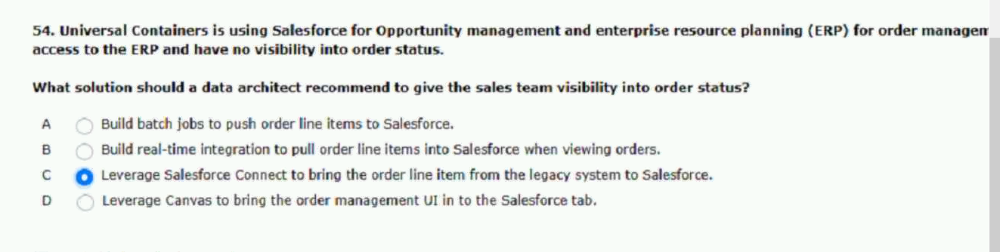 54. Universal Containers is using Salesforce for Opportunity management and enterprise resource planning (ERP) for order
access to the ERP and have no visibility into order status.
What solution should a data architect recommend to give the sales team visibility into order status?
A Build batch jobs to push order line items to Salesforce.
B Build real-time integration to pull order line items into Salesforce when viewing orders.
C Leverage Salesforce Connect to bring the order line item from the legacy system to Salesforce.
D Leverage Canvas to bring the order management UI in to the Salesforce tab.